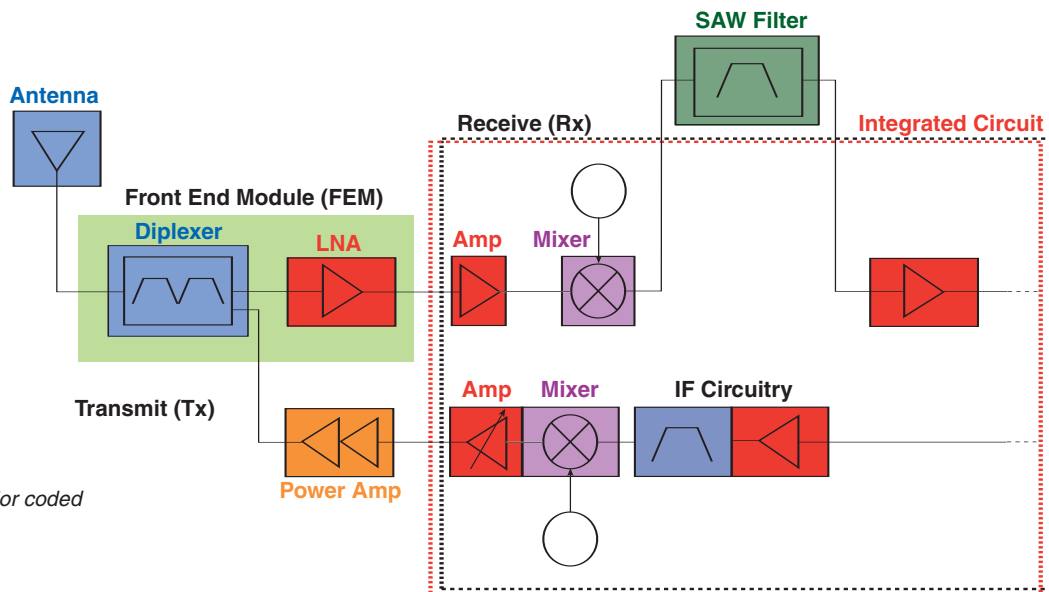 SAW Filter
Antenna
Receive (Rx)
Integrated Circuit
Front End Module (FEM)
Diplexer
LNA
Amp
Mixer
Amp
Mixer
IF Circuitry
Transmit (Tx)
Power Amp
or coded